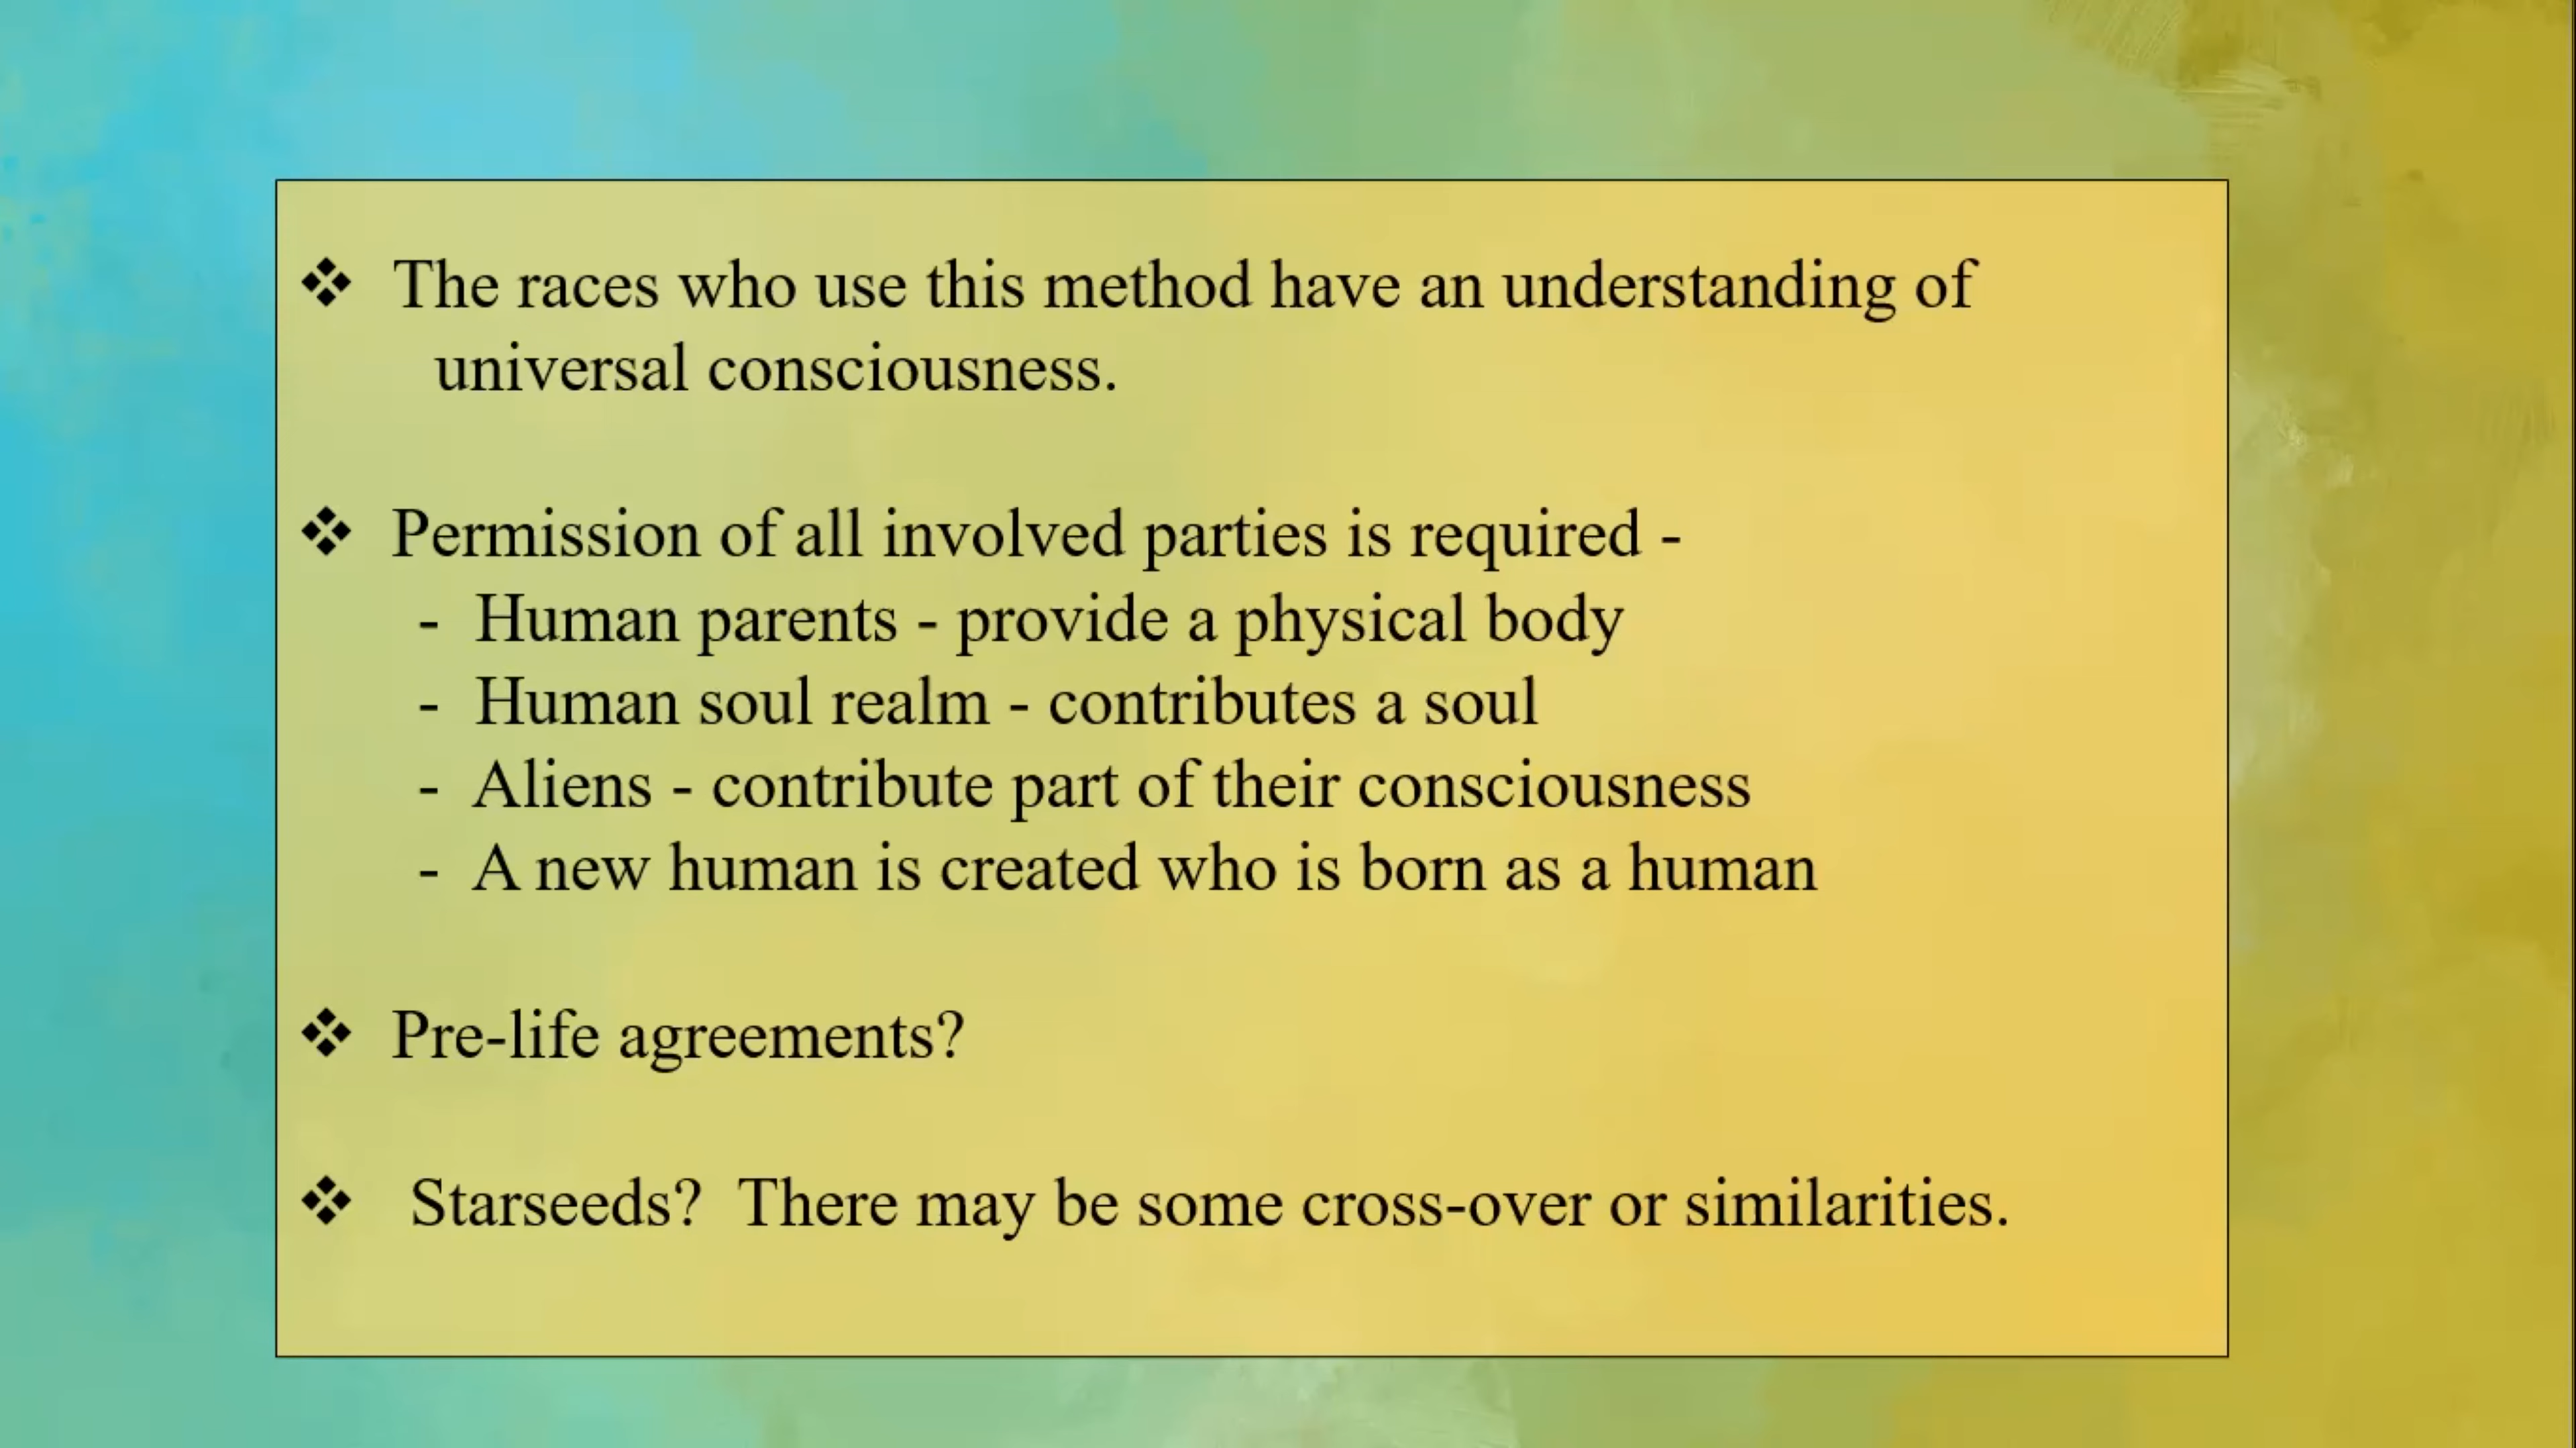 ❖ The races who use this method have an understanding of
universal consciousness.
❖ Permission of all involved parties is required -
- Human parents - provide a physical body
- Human soul realm - contributes a soul
- Aliens - contribute part of their consciousness
- A new human is created who is born as a human
❖ Pre-life agreements?
❖ Starseeds? There may be some cross-over or similarities.